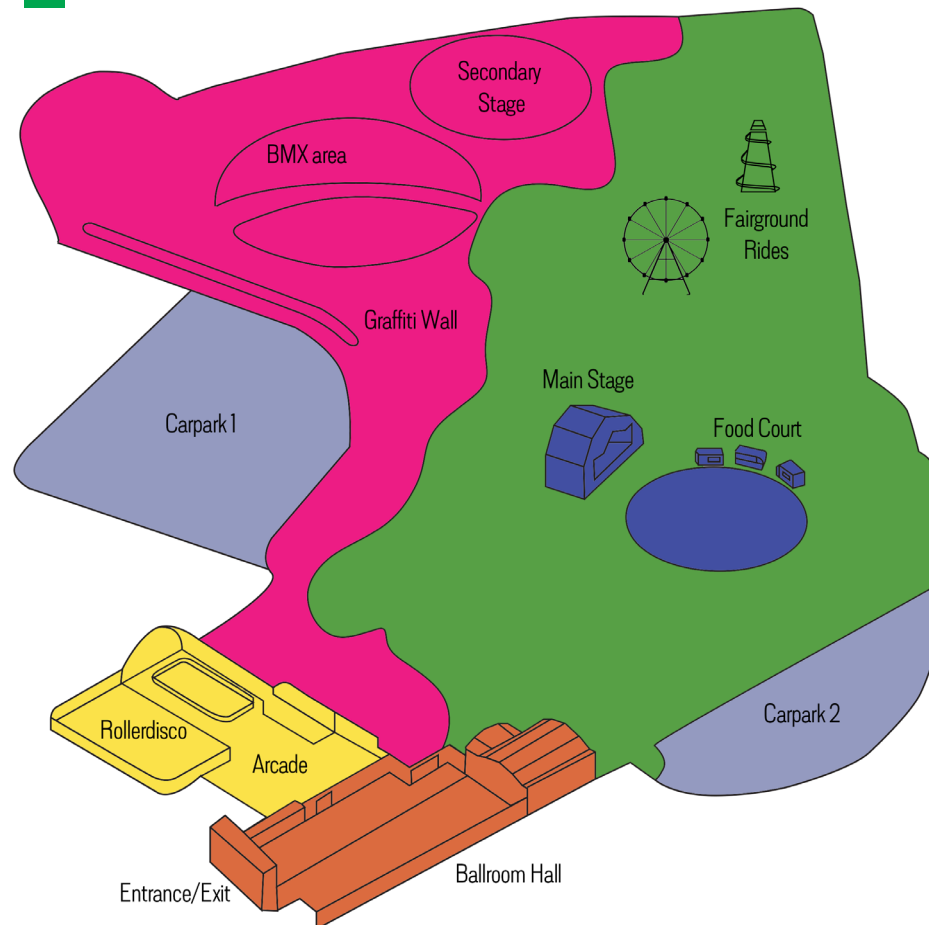 Secondary
Stage
BMX area
Fairground
Rides
Graffiti Wall
Main Stage
Carpark 1
Food Court
Rollerdisco
Carpark 2
Arcade
Ballroom Hall
Entrance/Exit